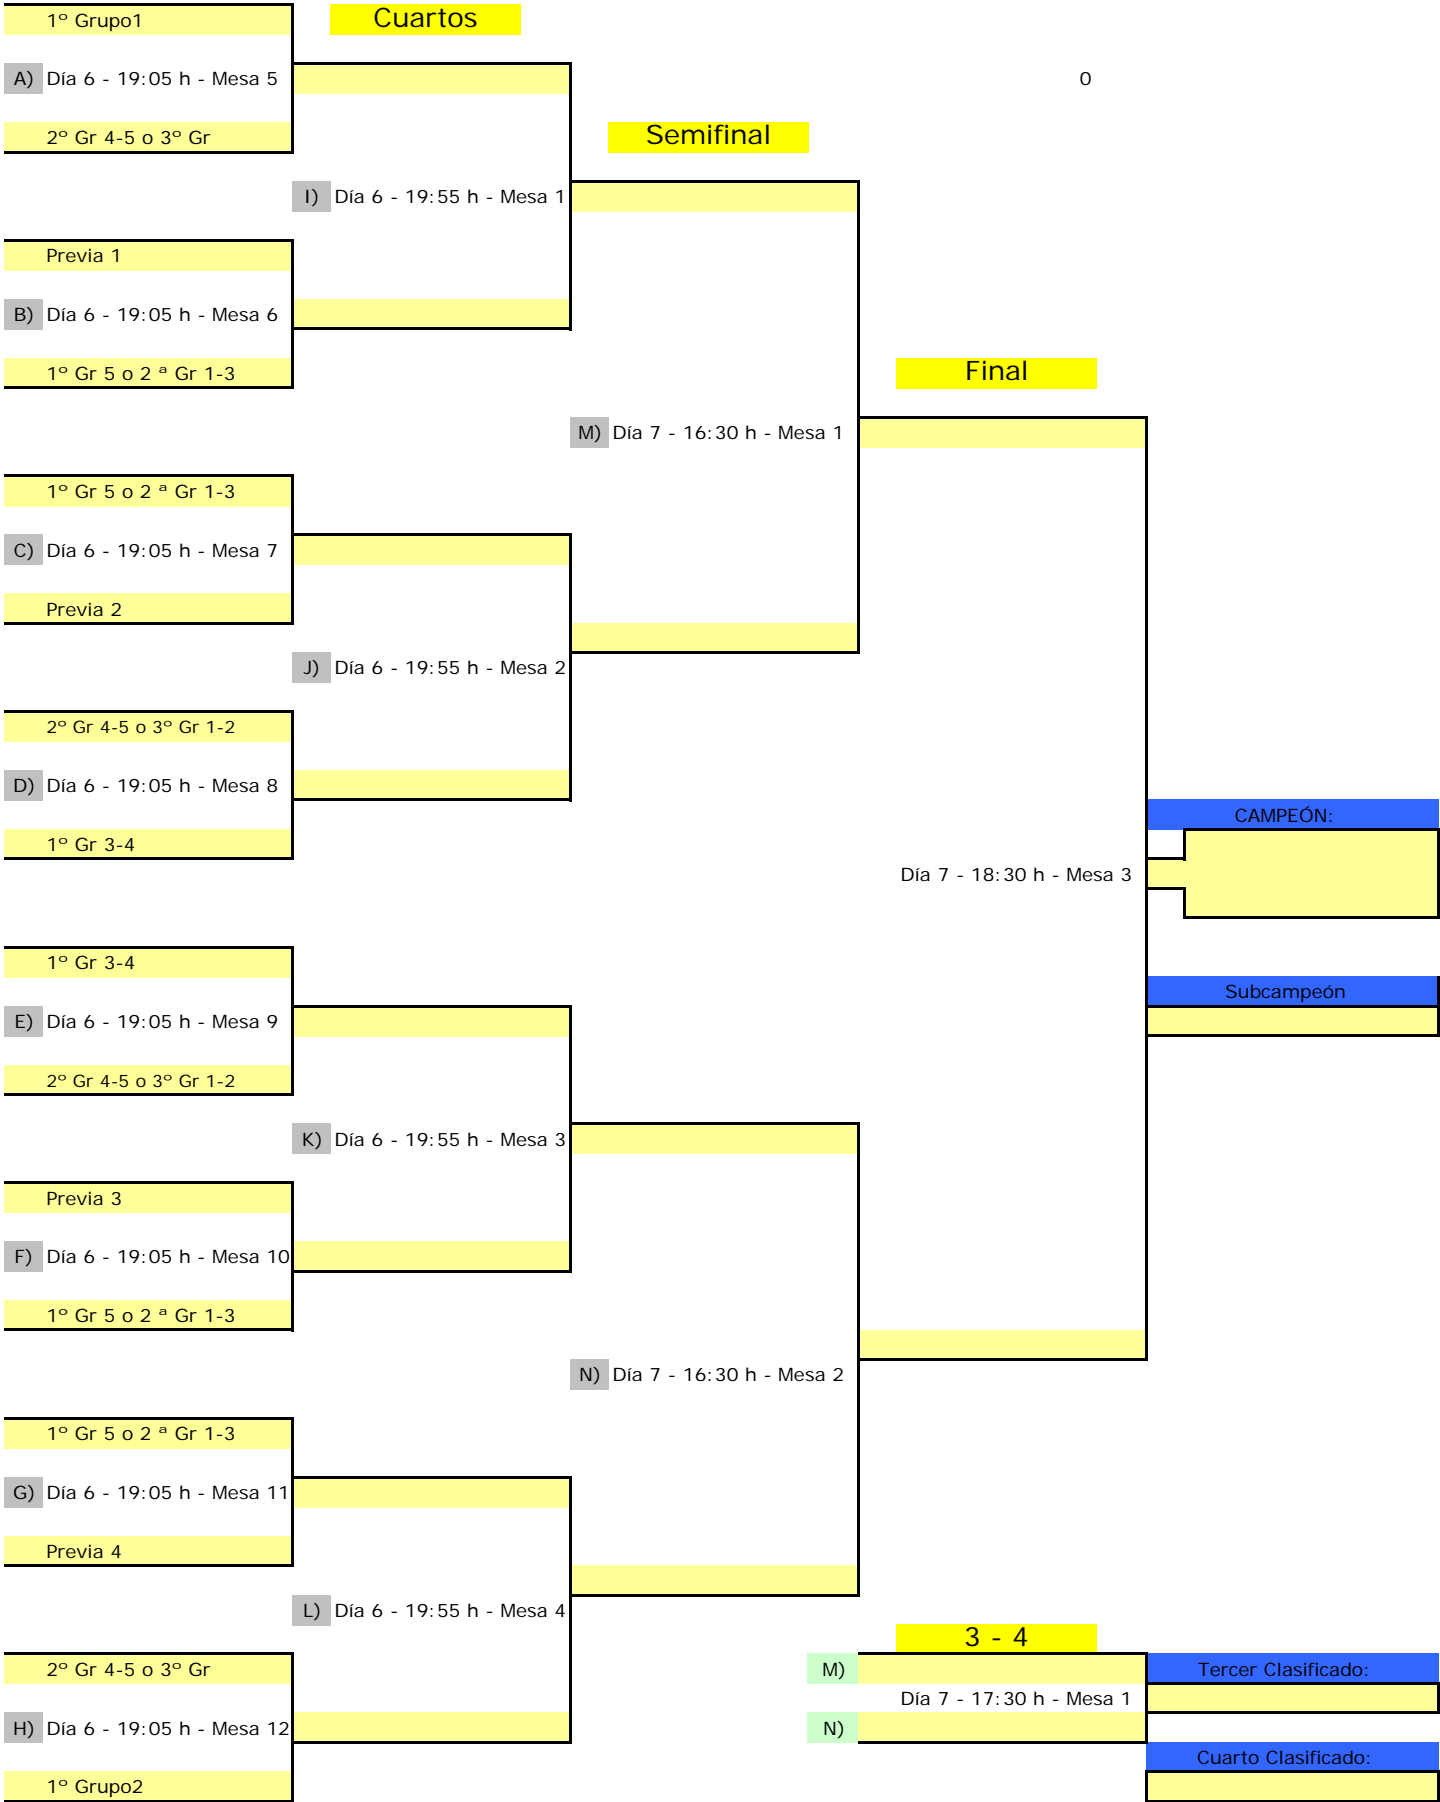 1º Grupo1
Cuartos
A) Día 6 - 19:05 h - Mesa 5
0
2º Gr 4-5 o 3º Gr
Semifinal
I) Día 6 - 19:55 h - Mesa 1
Previa 1
B) Día 6 - 19:05 h - Mesa 6
1º Gr 5 o 2 ª Gr 1-3
Final
M) Día 7 - 16:30 h - Mesa 1
1º Gr 5 o 2 ª Gr 1-3
C) Día 6 - 19:05 h - Mesa 7
Previa 2
J) Día 6 - 19:55 h - Mesa 2
2º Gr 4-5 o 3º Gr 1-2
D) Día 6 - 19:05 h - Mesa 8
CAMPEÓN:
1º Gr 3-4
Día 7 - 18:30 h - Mesa 3
1º Gr 3-4
Subcampeón
E) Día 6 - 19:05 h - Mesa 9
2º Gr 4-5 o 3º Gr 1-2
K) Día 6 - 19:55 h - Mesa 3
Previa 3
F) Día 6 - 19:05 h - Mesa 10
1º Gr 5 o 2 ª Gr 1-3
N) Día 7 - 16:30 h - Mesa 2
1º Gr 5 o 2 ª Gr 1-3
G) Día 6 - 19:05 h - Mesa 11
Previa 4
L) Día 6 - 19:55 h - Mesa 4
3 - 4
2º Gr 4-5 o 3º Gr
M)
Tercer Clasificado:
Día 7 - 17:30 h - Mesa 1
H) Día 6 - 19:05 h - Mesa 12
N)
Cuarto Clasificado:
1º Grupo2